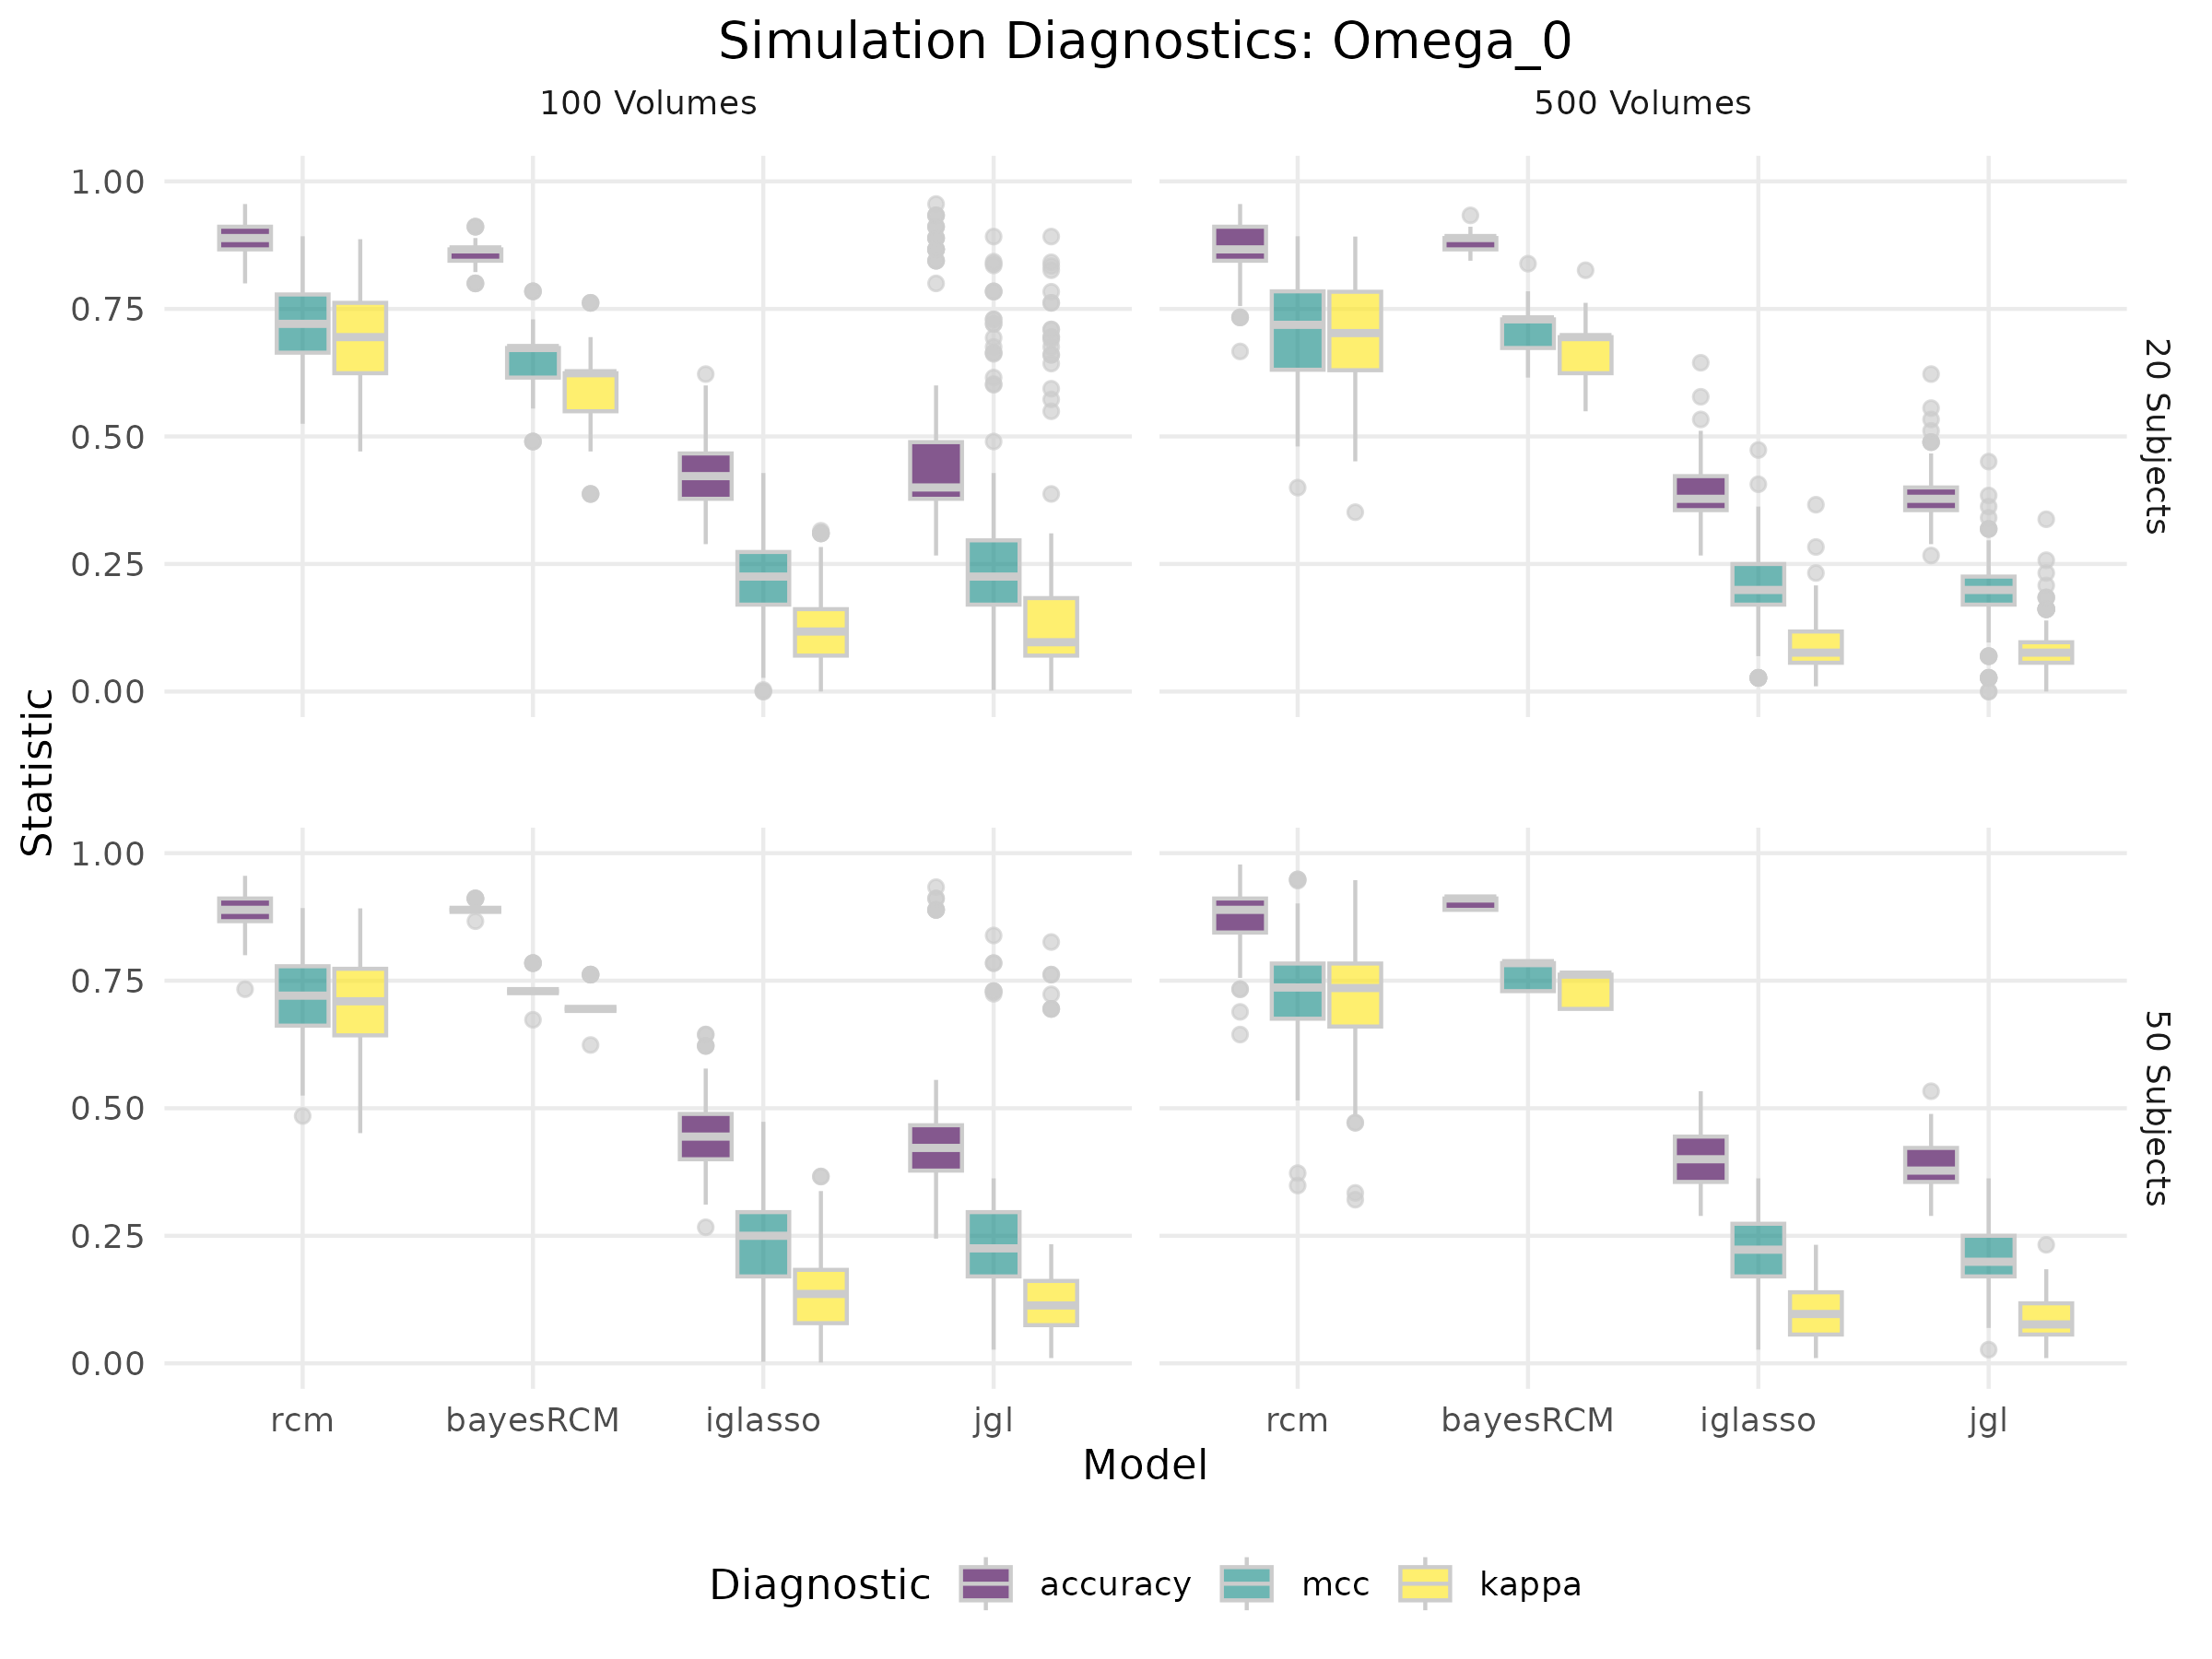 Simulation Diagnostics: Omega_0
100 Volumes
500 Volumes
1.00
0.75
0.50
0.25
0.00
20 Subjects
Statistic
1.00
0.75
0.50
0.25
0.00
50 Subjects
rcm
bayesRCM
iglasso
jgl
rcm
bayesRCM
iglasso
jgl
Model
Diagnostic
accuracy
mcc
kappa